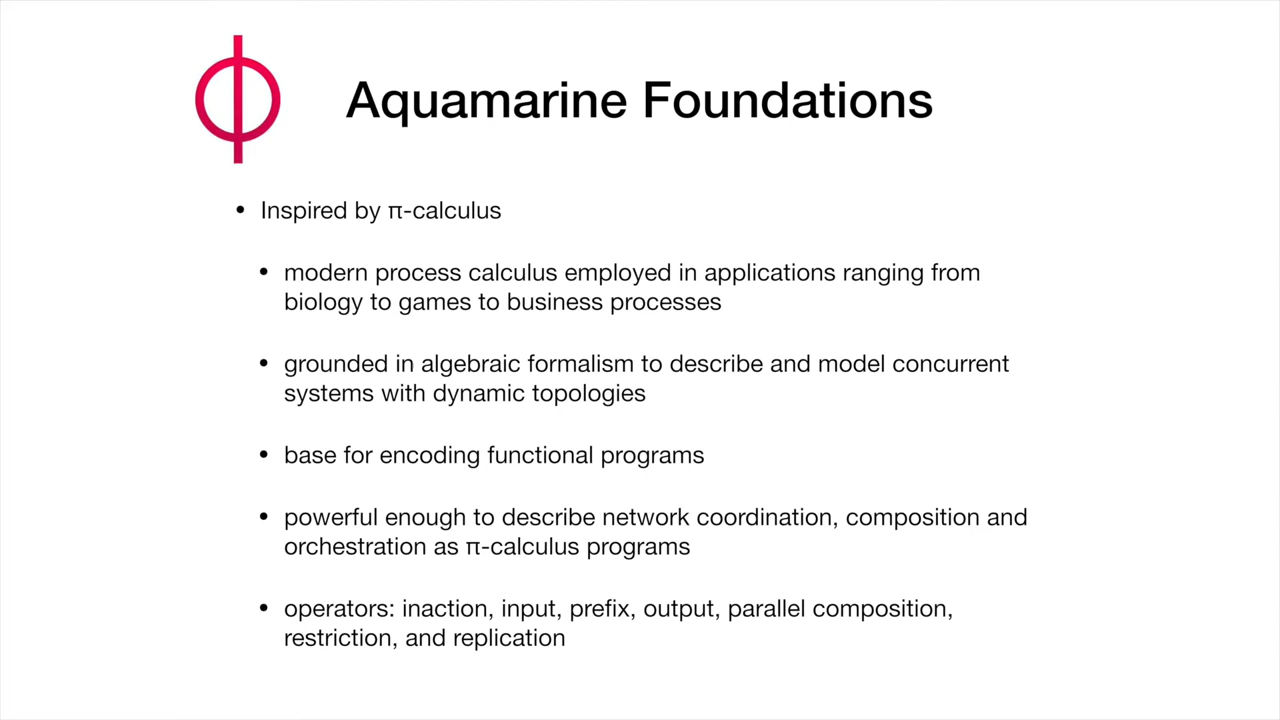 Aquamarine Foundations
• Inspired by π-calculus
• modern process calculus employed in applications ranging from
biology to games to business processes
• grounded in algebraic formalism to describe and model concurrent
systems with dynamic topologies
• base for encoding functional programs
• powerful enough to describe network coordination, composition and
orchestration as π-calculus programs
• operators: inaction, input, prefix, output, parallel composition,
restriction, and replication